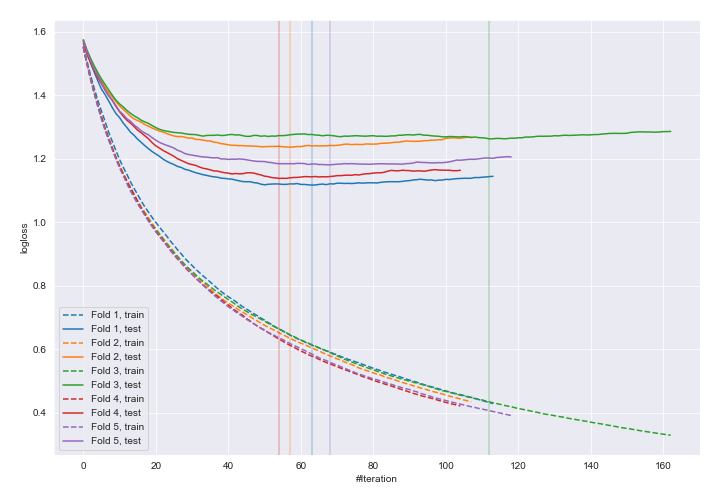 1.6
1.4
1.2
1.0
0.8
0.6
0.4
logloss
Fold 1, train
Fold 1, test
Fold 2, train
Fold 2, test
Fold 3, train
Fold 3, test
Fold 4, train
Fold 4, test
Fold 5, train
Fold 5, test
0 20 40 60 80 100 120 140 160
#Iteration